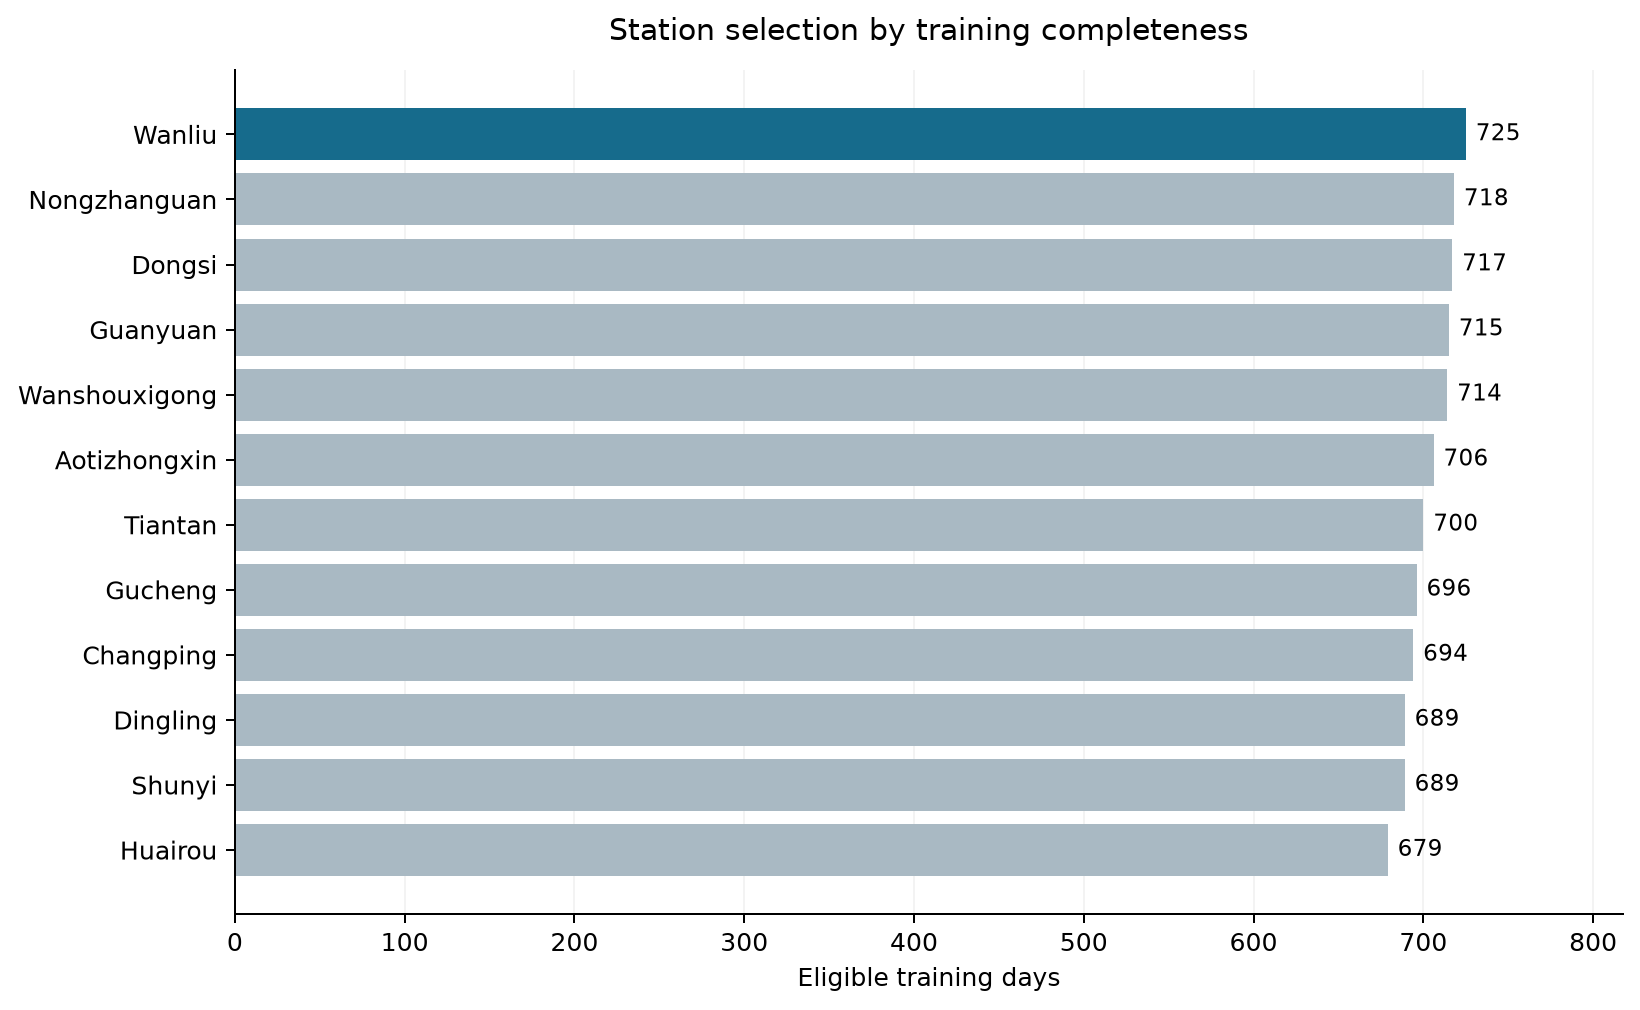 Station selection by training completeness
Wanliu 725
Nongzhanguan 718
Dongsi 717
Guanyuan 715
Wanshouxigong 714
Aotizhongxin 706
Tiantan 700
Gucheng 696
Changping 694
Dingling 689
Shunyi 689
Huairou 679
0 100 200 300 400 500 600 700 800
Eligible training days